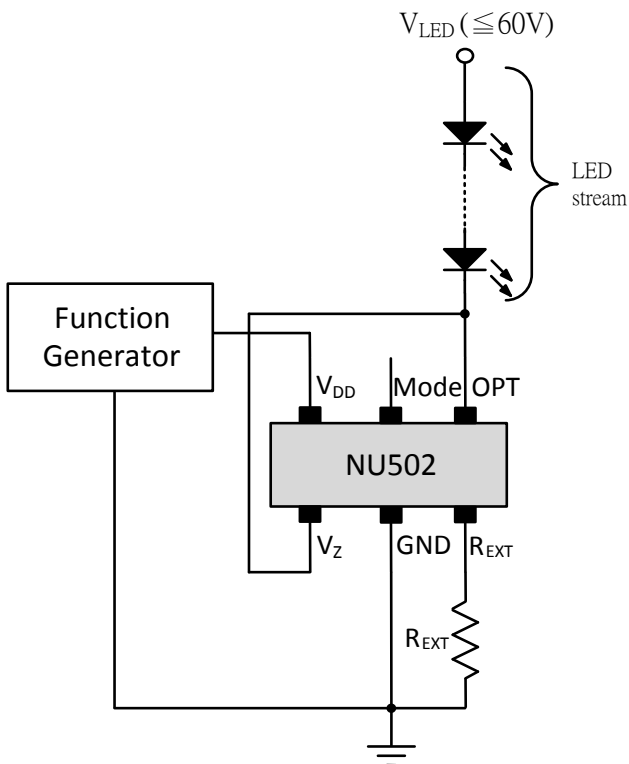 VLED (≦60V)
LED
stream
Function
Generator
VDD
Mode
OPT
NU502
VZ
GND
REXT
REXT